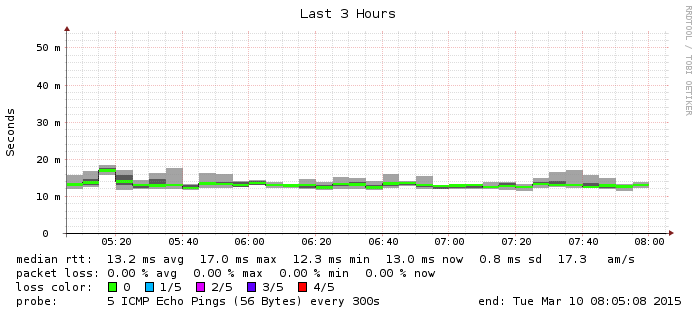 Last 3 Hours
RRDTOOL / TOBI OETIKER
Seconds
50 m
40 m
30 m
20 m
10 m
0
05:20 05:40 06:00 06:20 06:40 07:00 07:20 07:40 08:00
median rtt: 13.2 ms avg 17.0 ms max 12.3 ms min 13.0 ms now 0.8 ms sd 17.3 am/s
packet loss: 0.00 % avg 0.00 % max 0.00 % min 0.00 % now
loss color: 0 1/5 2/5 3/5 4/5
probe: 5 ICMP Echo Pings (56 Bytes) every 300s end: Tue Mar 10 08:05:08 2015